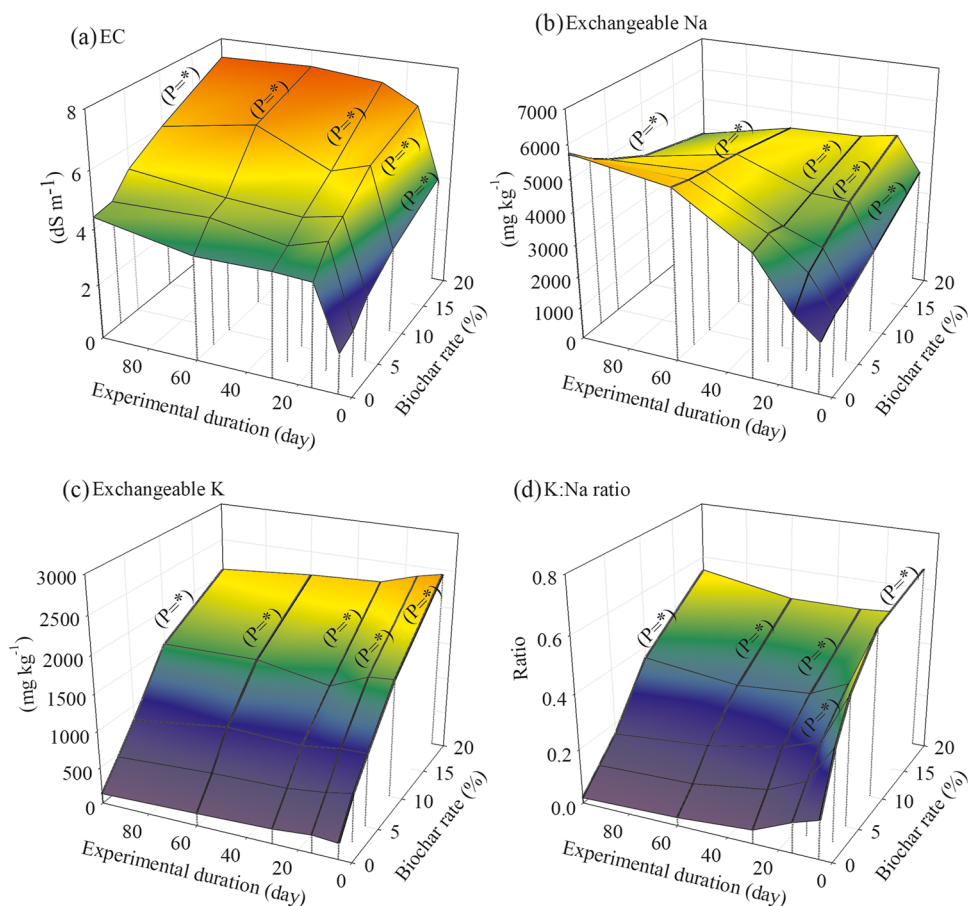 (a) EC
(P=*)
(P=*)
(P=*)
(P=*)
(P=*)
(dS m-1)
8
6
4
2
0
80
60
40
20
0
Experimental duration (day)
0
5
10
15
20
Biochar rate (%)
(b) Exchangeable Na
(P=*)
(P=*)
(P=*)
(P=*)
(P=*)
(mg kg-1)
7000
6000
5000
4000
3000
2000
1000
0
80
60
40
20
0
Experimental duration (day)
0
5
10
15
20
Biochar rate (%)
(c) Exchangeable K
(P=*)
(P=*)
(P=*)
(P=*)
(P=*)
(mg kg-1)
3000
2500
2000
1500
1000
500
0
80
60
40
20
0
Experimental duration (day)
0
5
10
15
20
Biochar rate (%)
(d) K:Na ratio
(P=*)
(P=*)
(P=*)
(P=*)
(P=*)
Ratio
0.8
0.6
0.4
0.2
0.0
80
60
40
20
0
Experimental duration (day)
0
5
10
15
20
Biochar rate (%)